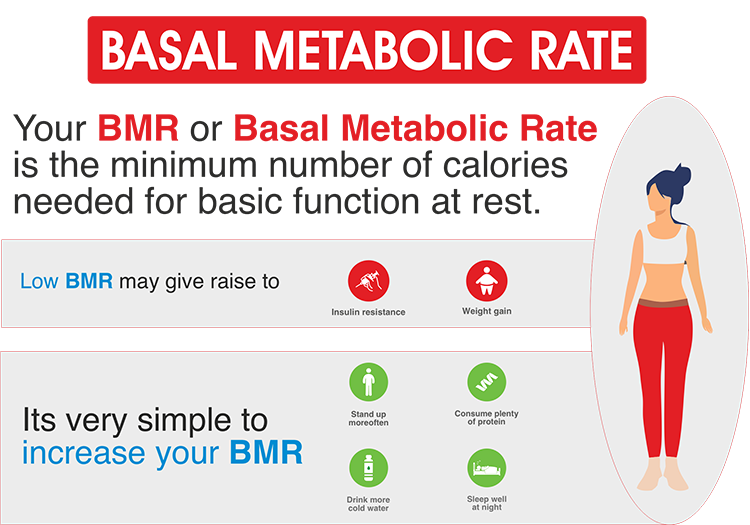 BASAL METABOLIC RATE
Your BMR or Basal Metabolic Rate
is the minimum number of calories
needed for basic function at rest.
Low BMR may give raise to
Insulin resistance
Weight gain
Its very simple to
increase your BMR
Stand up
moreoften
Consume plenty
of protein
Drink more
cold water
Sleep well
at night